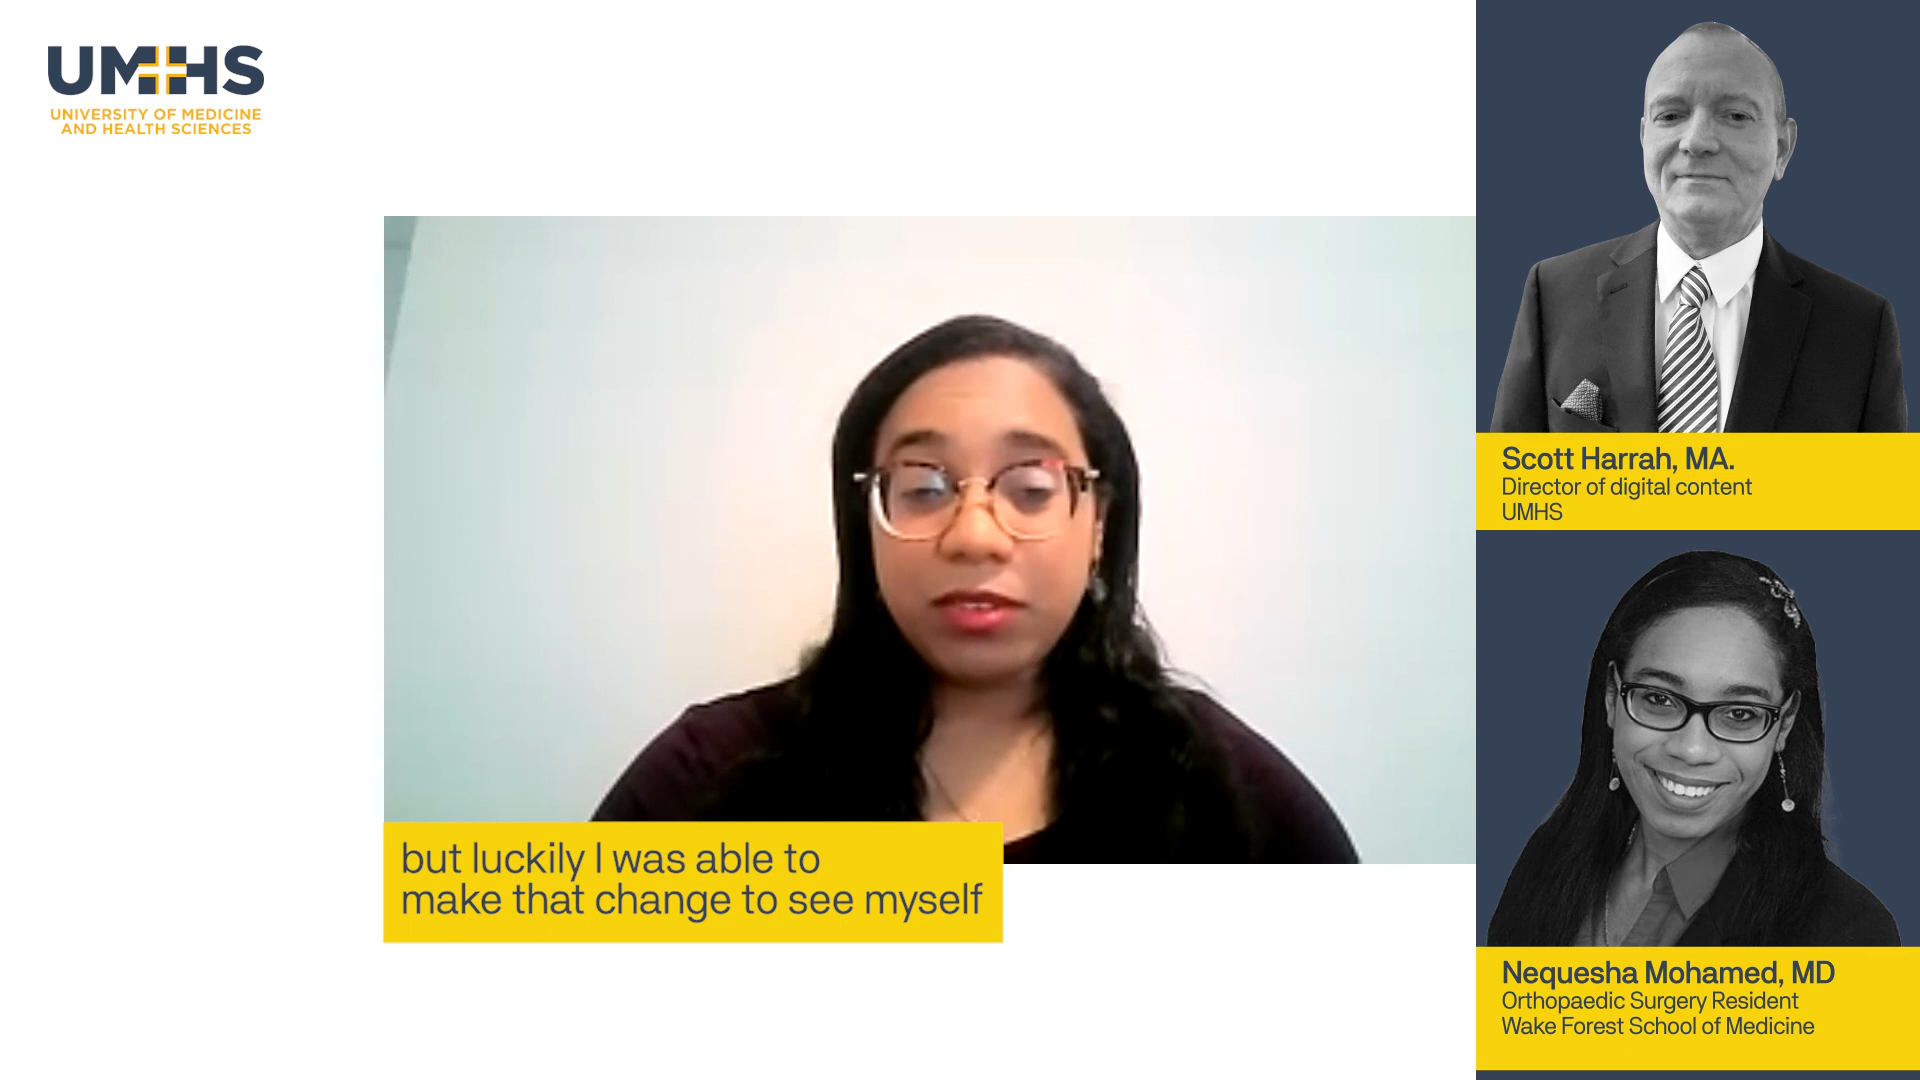 UMHS
UNIVERSITY OF MEDICINE
AND HEALTH SCIENCES
but luckily I was able to
make that change to see myself
Scott Harrah, MA.
Director of digital content
UMHS
Nequesha Mohamed, MD
Orthopaedic Surgery Resident
Wake Forest School of Medicine